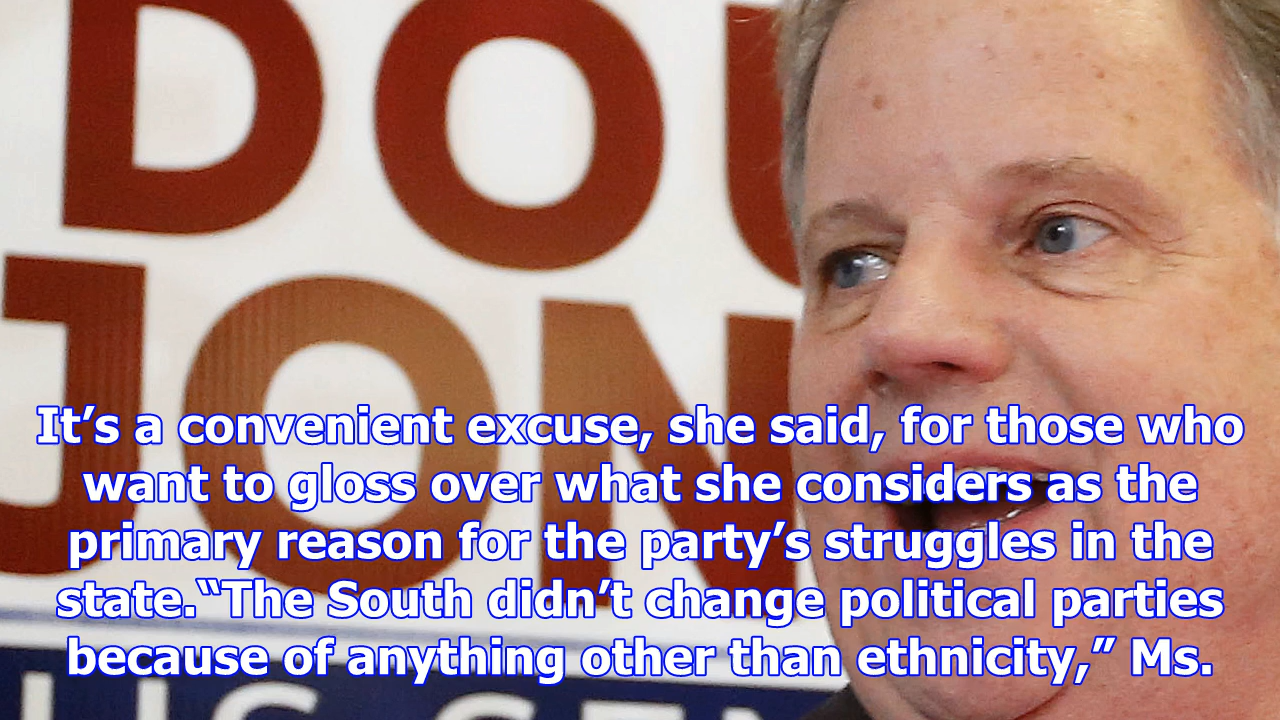 DOU
JON
It’s a convenient excuse, she said, for those who
want to gloss over what she considers as the
primary reason for the party’s struggles in the
state.“The South didn’t change political parties
because of anything other than ethnicity,” Ms.